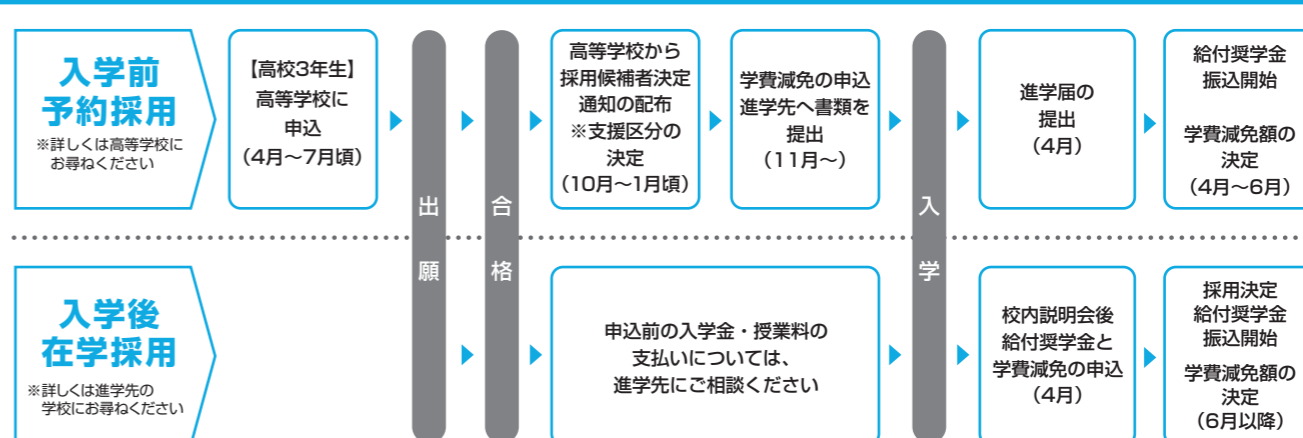 入学前
予約採用
※詳しくは高等学校に
お尋ねください
【高校3年生】
高等学校に
申込
（4月～7月頃）
出願
合格
高等学校から
採用候補者決定
通知の配布
※支援区分の
決定
（10月～1月頃）
学費減免の申込
進学先へ書類を
提出
（11月～）
入学
進学届の
提出
（4月）
給付奨学金
振込開始
学費減免額の
決定
（4月～6月）
入学後
在学採用
※詳しくは進学先の
学校にお尋ねください
申込前の入学金・授業料の
支払いについては、
進学先にご相談ください
校内説明会後
給付奨学金と
学費減免の申込
（4月）
採用決定
給付奨学金
振込開始
学費減免額の
決定
（6月以降）